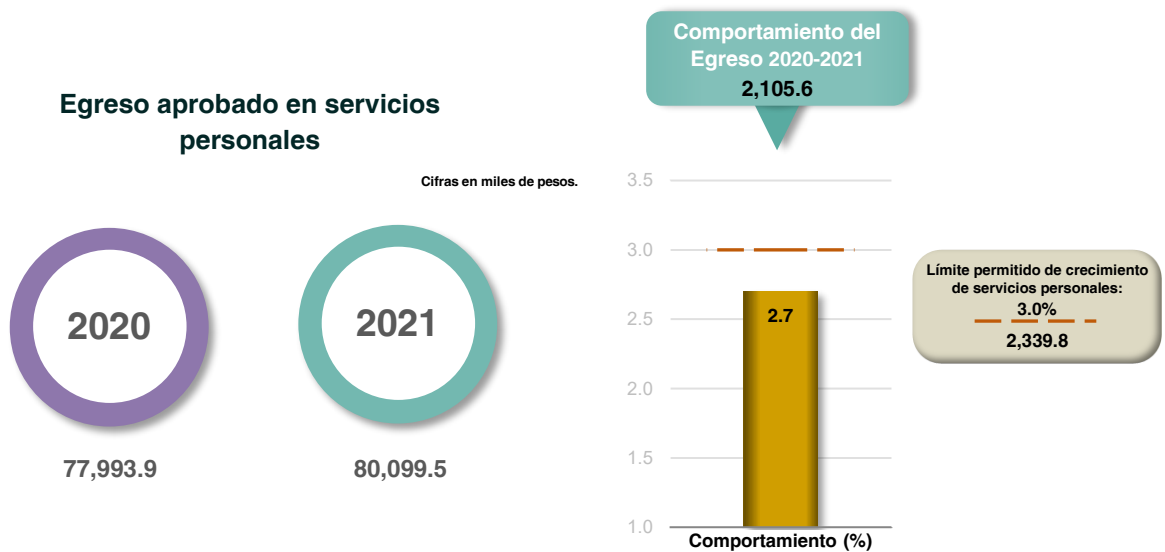 Egreso aprobado en servicios
personales
Cifras en miles de pesos.
2020
2021
77,993.9
80,099.5
Comportamiento del
Egreso 2020-2021
2,105.6
3.5
3.0
2.5
2.0
1.5
1.0
2.7
Comportamiento (%)
Límite permitido de crecimiento
de servicios personales:
3.0%
2,339.8